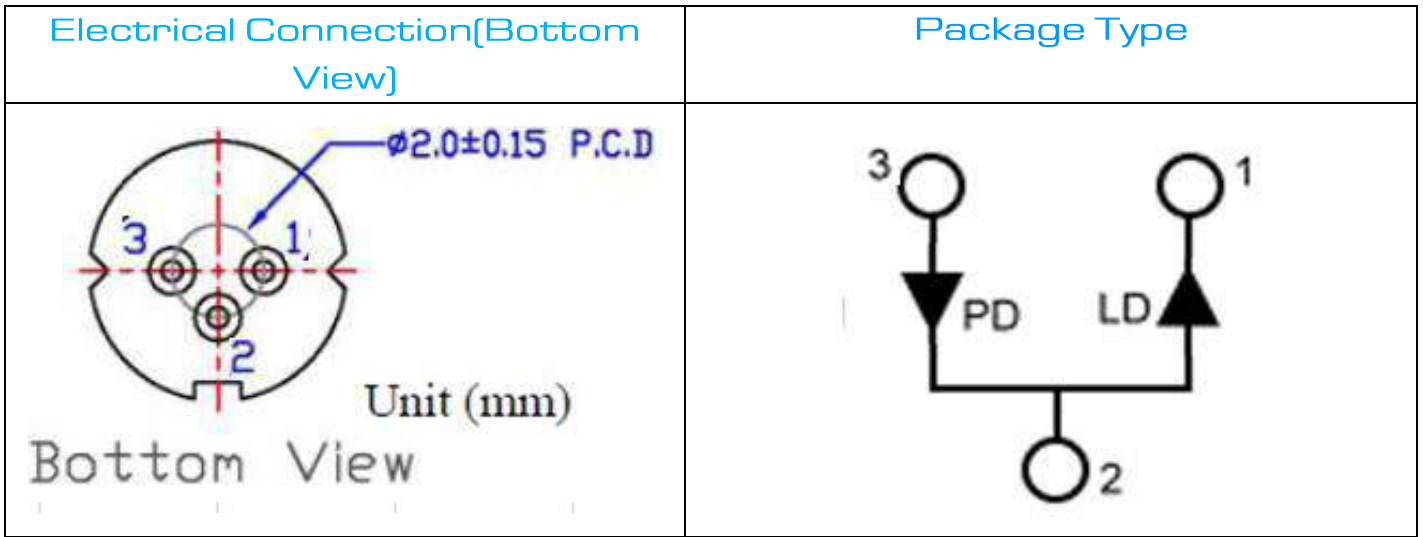 Electrical Connection(Bottom
View)
Package Type
ø2.0±0.15 P.C.D
3
1
2
Unit (mm)
Bottom View
3
1
PD
LD
2